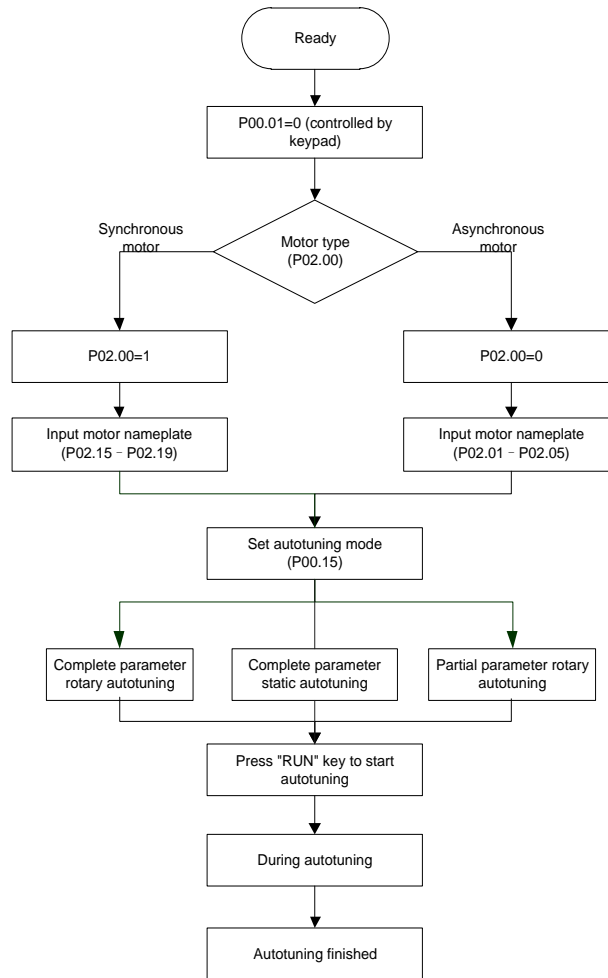 Ready
P00.01=0 (controlled by
keypad)
Synchronous
motor
Motor type
(P02.00)
Asynchronous
motor
P02.00=1
P02.00=0
Input motor nameplate
(P02.15–P02.19)
Input motor nameplate
(P02.01–P02.05)
Set autotuning mode
(P00.15)
Complete parameter
rotary autotuning
Complete parameter
static autotuning
Partial parameter rotary
autotuning
Press "RUN" key to start
autotuning
During autotuning
Autotuning finished